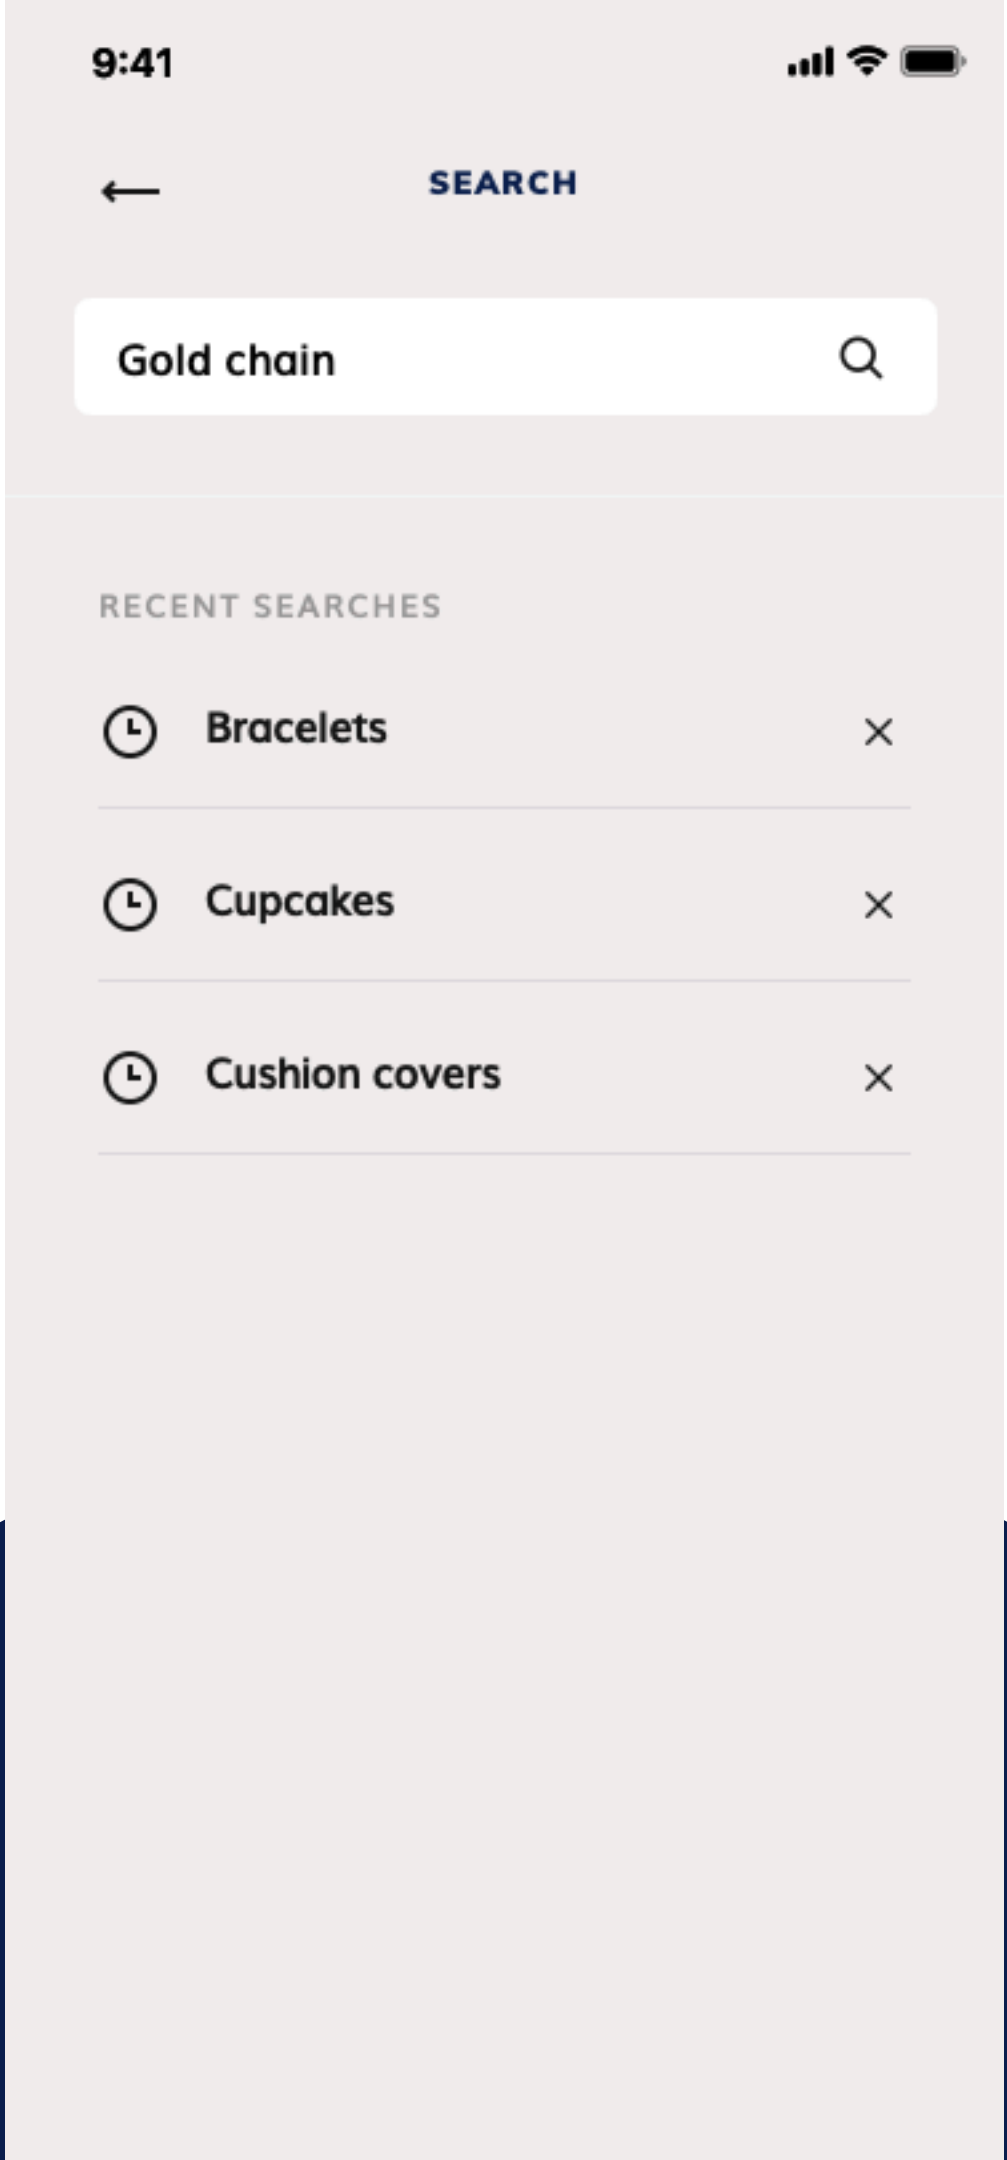 9:41
SEARCH
Gold chain
RECENT SEARCHES
Bracelets
Cupcakes
Cushion covers